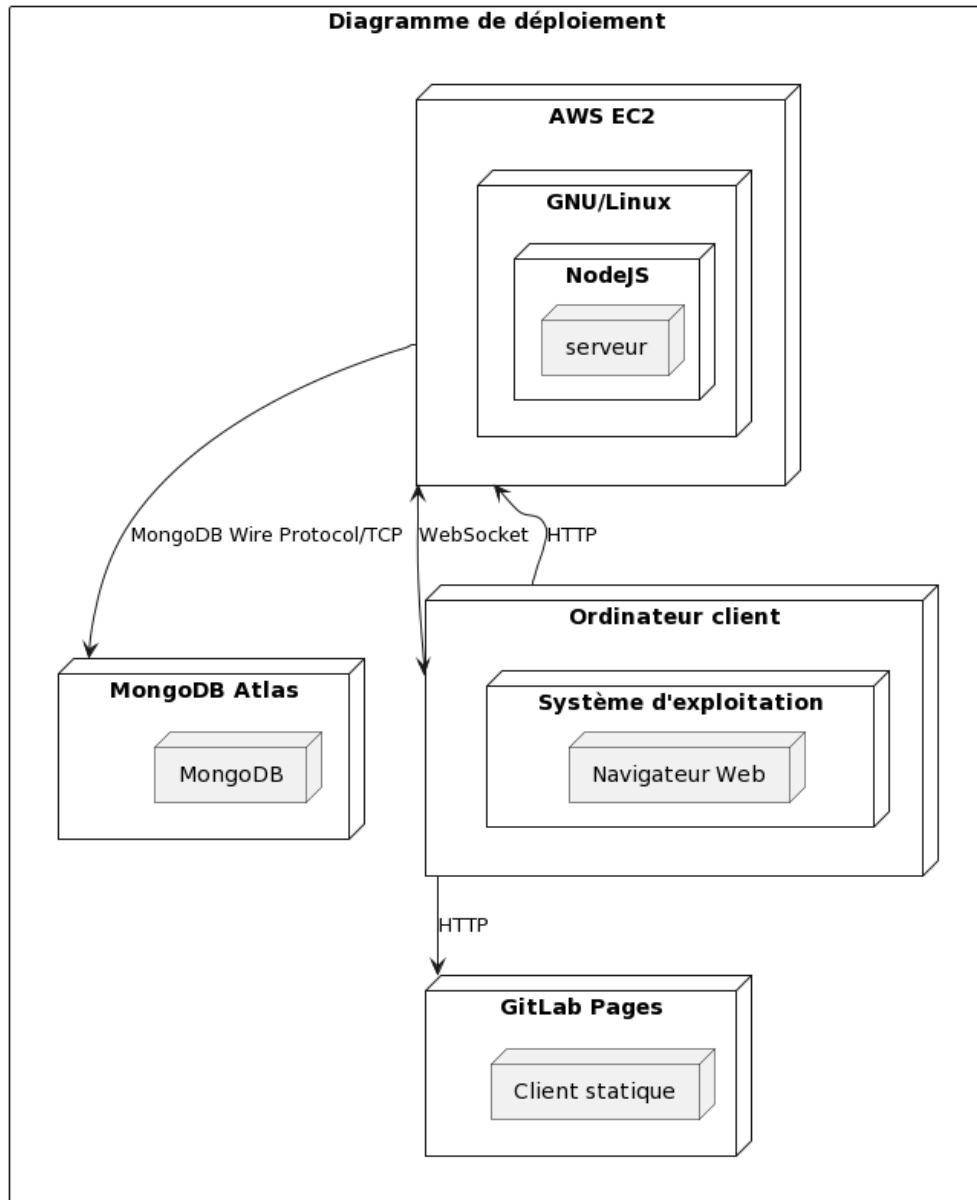 Diagramme de déploiement
AWS EC2
GNU/Linux
NodeJS
serveur
MongoDB Wire Protocol/TCP
WebSocket
HTTP
Ordinateur client
MongoDB Atlas
Système d'exploitation
MongoDB
Navigateur Web
HTTP
GitLab Pages
Client statique